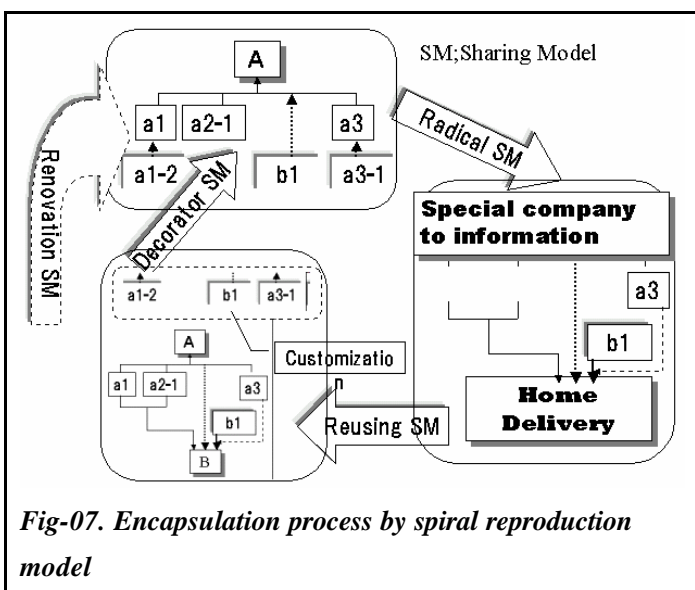 SM;Sharing Model
A
a1
a2-1
a3
a1-2
b1
a3-1
Renovation SM
Decorator SM
Radical SM
Special company
to information
a3
b1
Home
Delivery
Reusing SM
a1-2
b1
a3-1
Customizatio
n
A
a1
a2-1
a3
b1
B
Fig-07. Encapsulation process by spiral reproduction
model